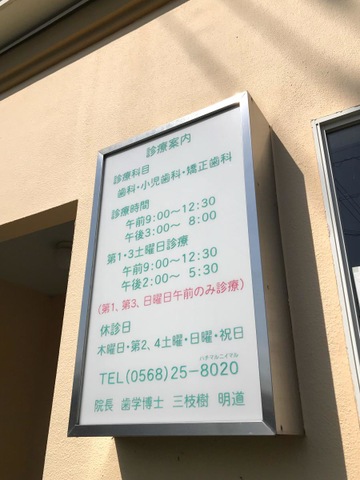 診療案内
診療科目
歯科・小児歯科・矯正歯科
診療時間
午前9:00〜12:30
午後3:00〜 8:00
第1・3土曜日診療
午前9:00〜12:30
午後2:00〜 5:30
(第1、第3、日曜日午前のみ診療)
休診日
木曜日・第2、4土曜・日曜・祝日
ハチマルニイマル
TEL(0568)25-8020
院長 歯学博士 三枝樹 明道